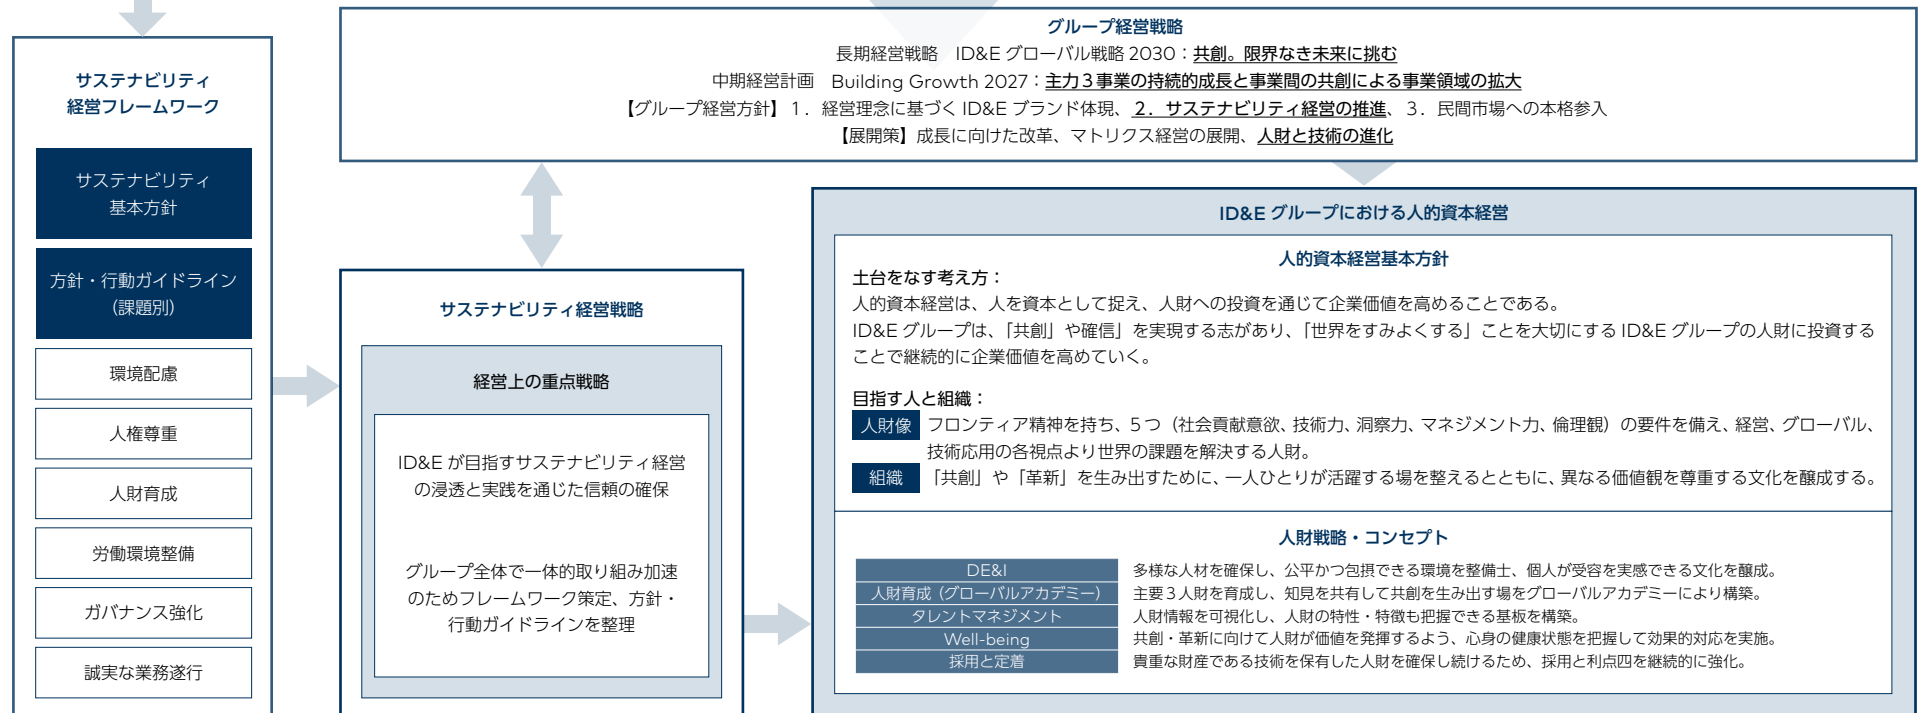 グループ経営戦略
長期経営戦略　ID&E グローバル戦略 2030：共創。限界なき未来に挑む
中期経営計画　Building Growth 2027：主力３事業の持続的成長と事業間の共創による事業領域の拡大
【グループ経営方針】１．経営理念に基づく ID&E ブランド体現、２．サステナビリティ経営の推進、３．民間市場への本格参入
【展開策】成長に向けた改革、マトリクス経営の展開、人財と技術の進化
サステナビリティ
経営フレームワーク
サステナビリティ
基本方針
方針・行動ガイドライン
（課題別）
環境配慮
人権尊重
人財育成
労働環境整備
ガバナンス強化
誠実な業務遂行
サステナビリティ経営戦略
経営上の重点戦略
ID&E が目指すサステナビリティ経営
の浸透と実践を通じた信頼の確保
グループ全体で一体的取り組み加速
のためフレームワーク策定、方針・
行動ガイドラインを整理
ID&E グループにおける人的資本経営
人的資本経営基本方針
土台をなす考え方：
人的資本経営は、人を資本として捉え、人財への投資を通じて企業価値を高めることである。
ID&E グループは、「共創」や確信」を実現する志があり、「世界をすみよくする」ことを大切にする ID&E グループの人財に投資する
ことで継続的に企業価値を高めていく。
目指す人と組織：
人財像 フロンティア精神を持ち、５つ（社会貢献意欲、技術力、洞察力、マネジメント力、倫理観）の要件を備え、経営、グローバル、
技術応用の各視点より世界の課題を解決する人財。
組織 「共創」や「革新」を生み出すために、一人ひとりが活躍する場を整えるとともに、異なる価値観を尊重する文化を醸成する。
人財戦略・コンセプト
DE&I 多様な人材を確保し、公平かつ包摂できる環境を整備士、個人が受容を実感できる文化を醸成。
人財育成（グローバルアカデミー） 主要３人財を育成し、知見を共有して共創を生み出す場をグローバルアカデミーにより構築。
タレントマネジメント 人財情報を可視化し、人財の特性・特徴も把握できる基板を構築。
Well-being 共創・革新に向けて人財が価値を発揮するよう、心身の健康状態を把握して効果的対応を実施。
採用と定着 貴重な財産である技術を保有した人財を確保し続けるため、採用と利点四を継続的に強化。